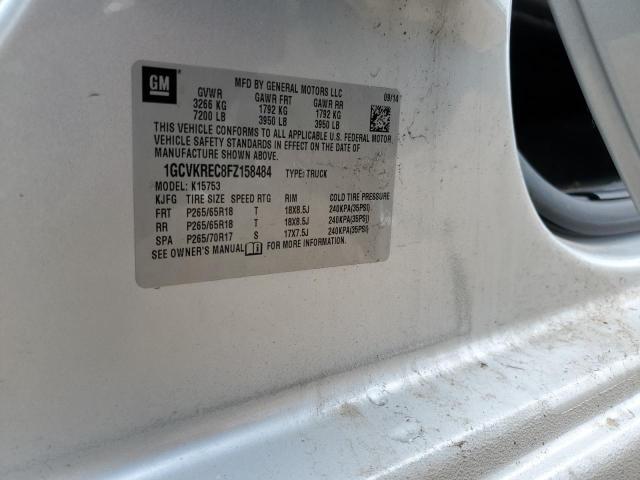 GM
MFD BY GENERAL MOTORS LLC
09/14
GVWR GAWR FRT GAWR RR
3266 KG 1792 KG 1792 KG
7200 LB 3950 LB 3950 LB
THIS VEHICLE CONFORMS TO ALL APPLICABLE U.S. FEDERAL MOTOR
VEHICLE SAFETY STANDARDS IN EFFECT ON THE DATE OF
MANUFACTURE SHOWN ABOVE.
1GCVKREC8FZ158484 TYPE: TRUCK
MODEL: K15753
KJFG TIRE SIZE SPEED RTG RIM COLD TIRE PRESSURE
FRT P265/65R18 T 18X8.5J 240KPA(35PSI)
RR P265/65R18 T 18X8.5J 240KPA(35PSI)
SPA P265/70R17 S 17X7.5J 240KPA(35PSI)
SEE OWNER'S MANUAL FOR MORE INFORMATION.